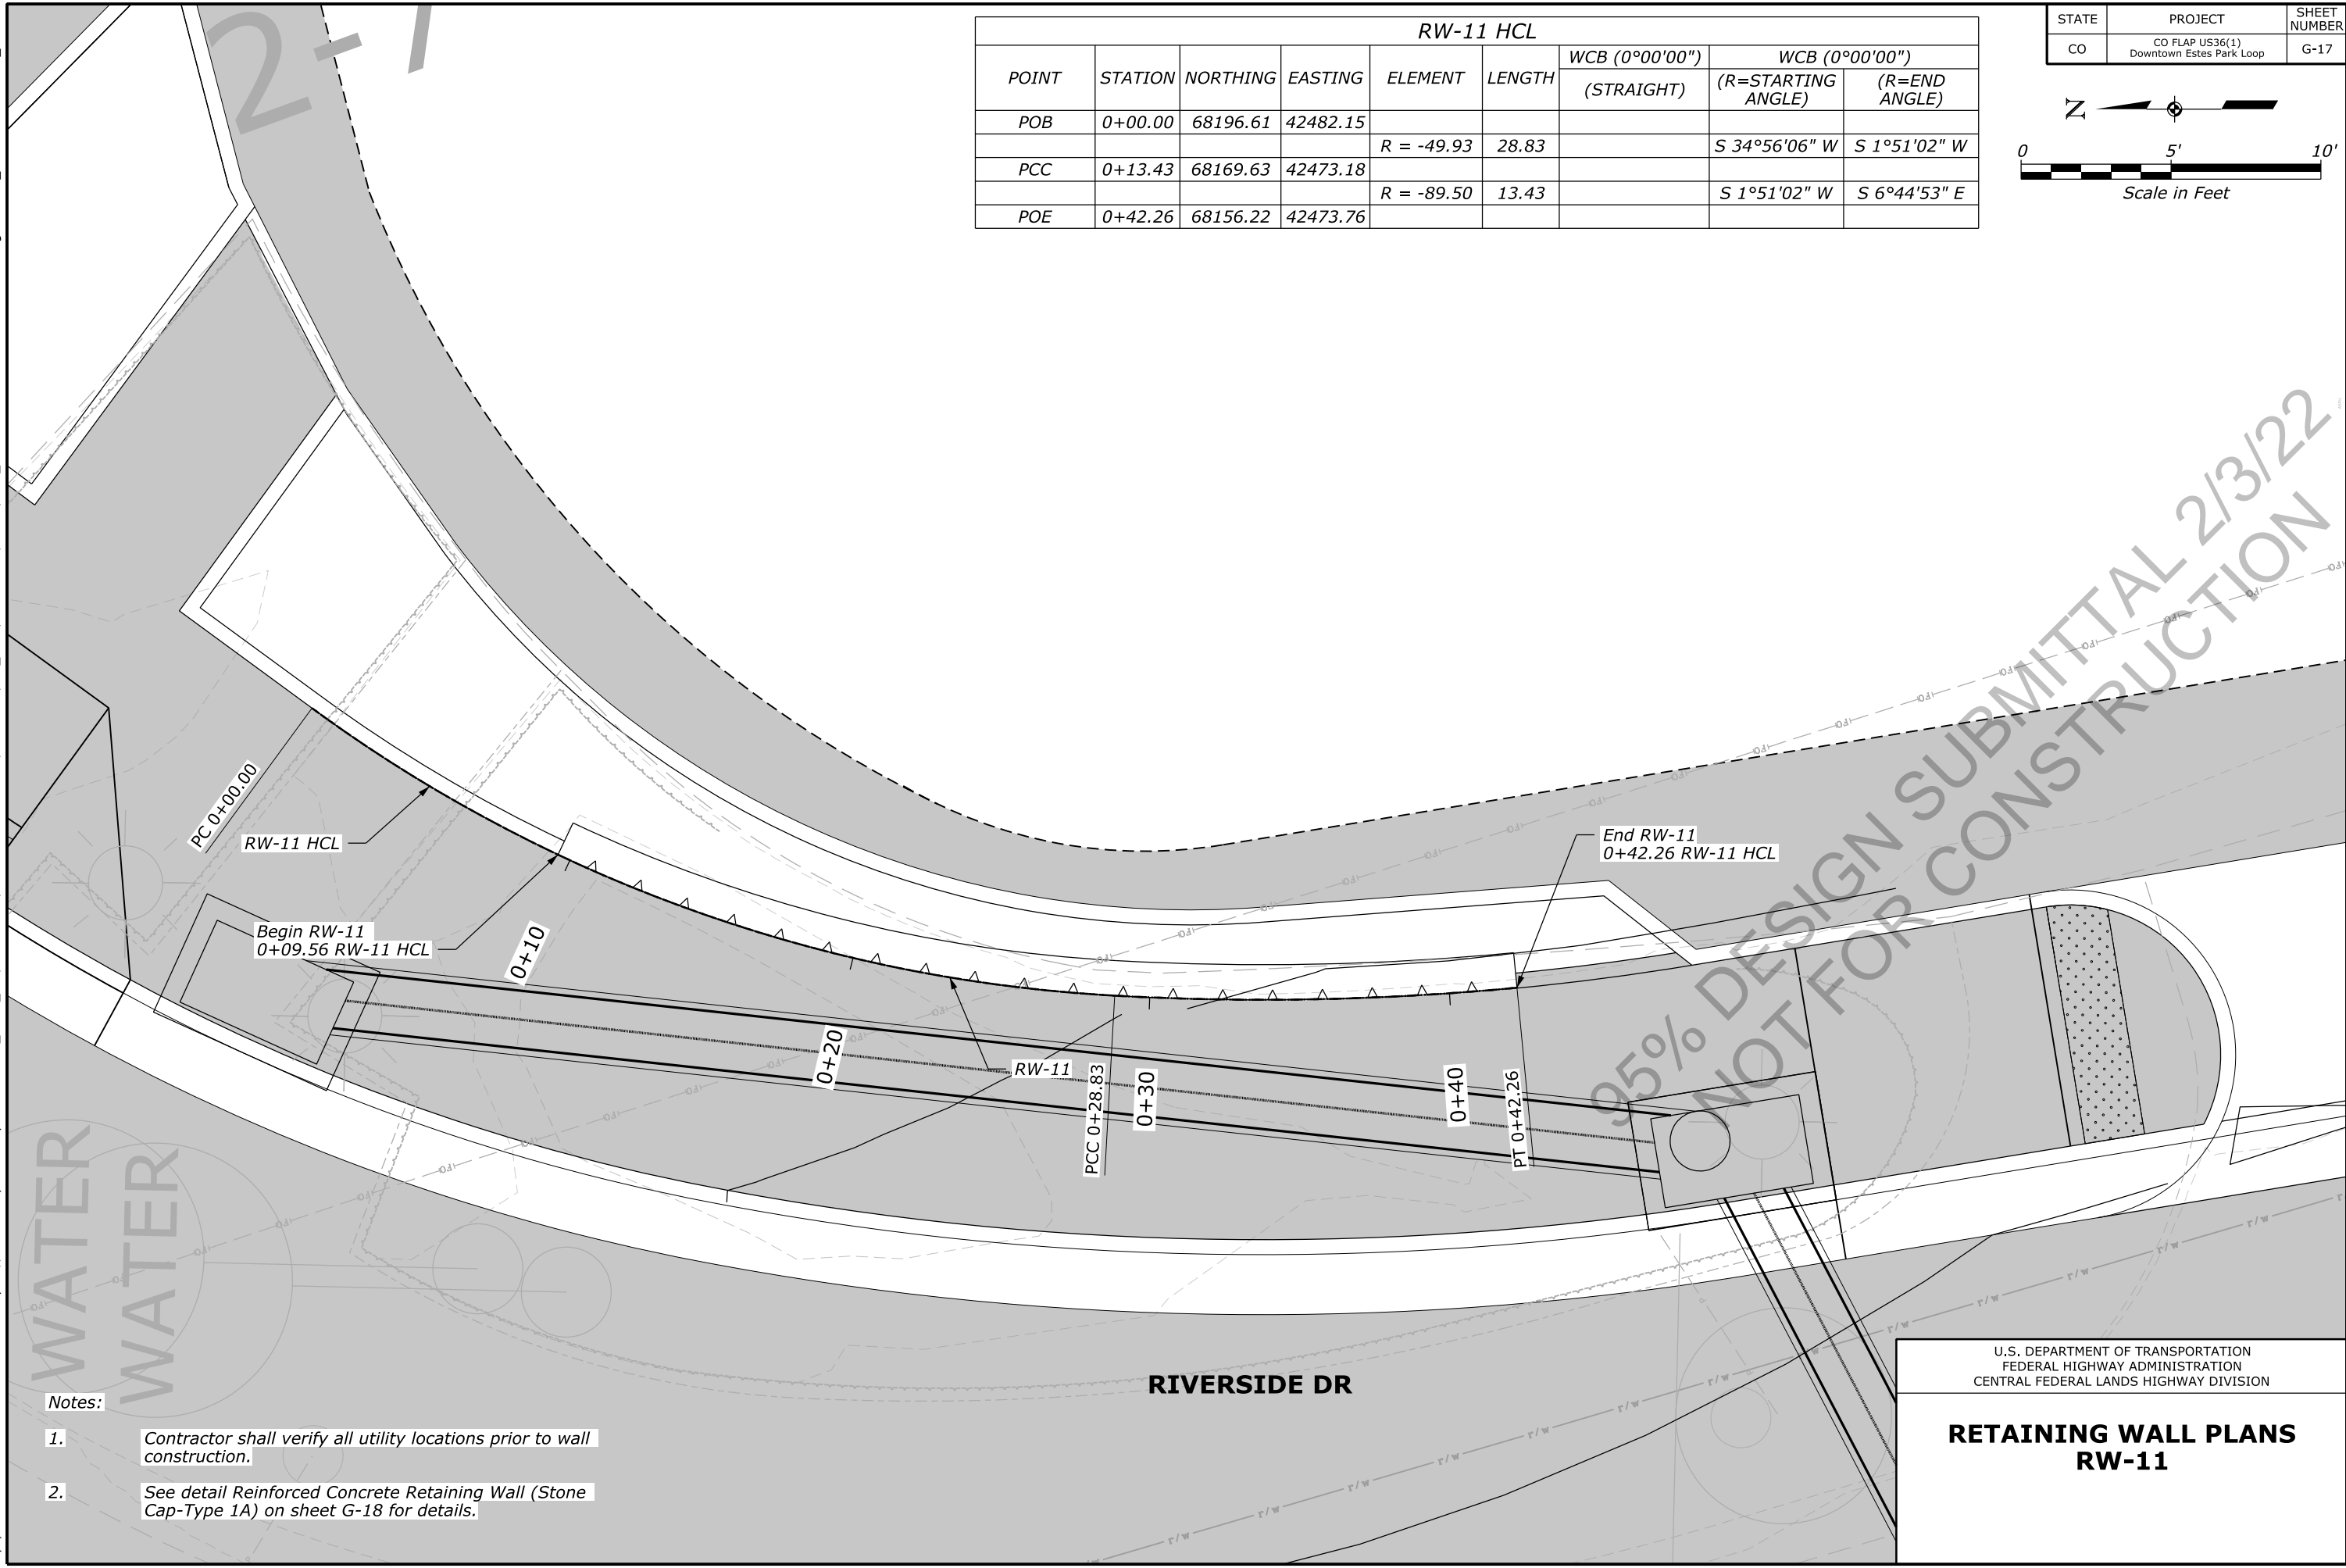 RW-11 HCL
POINT STATION NORTHING EASTING ELEMENT LENGTH WCB (0°00'00") WCB (0°00'00")
(STRAIGHT) (R=STARTING ANGLE) (R=END ANGLE)
POB 0+00.00 68196.61 42482.15
R = -49.93 28.83 S 34°56'06" W S 1°51'02" W
PCC 0+13.43 68169.63 42473.18
R = -89.50 13.43 S 1°51'02" W S 6°44'53" E
POE 0+42.26 68156.22 42473.76
STATE PROJECT SHEET NUMBER
CO CO FLAP US36(1) Downtown Estes Park Loop G-17
N
0 5' 10'
Scale in Feet
95% DESIGN SUBMITTAL 2/3/22
NOT FOR CONSTRUCTION
PC 0+00.00
RW-11 HCL
Begin RW-11
0+09.56 RW-11 HCL
0+10
0+20
RW-11
PCC 0+28.83
0+30
0+40
PT 0+42.26
End RW-11
0+42.26 RW-11 HCL
WATER
WATER
RIVERSIDE DR
r/w
r/w
r/w
r/w
r/w
r/w
r/w
r/w
r/w
r/w
r/w
r/w
Notes:
1. Contractor shall verify all utility locations prior to wall
construction.
2. See detail Reinforced Concrete Retaining Wall (Stone
Cap-Type 1A) on sheet G-18 for details.
U.S. DEPARTMENT OF TRANSPORTATION
FEDERAL HIGHWAY ADMINISTRATION
CENTRAL FEDERAL LANDS HIGHWAY DIVISION
RETAINING WALL PLANS
RW-11